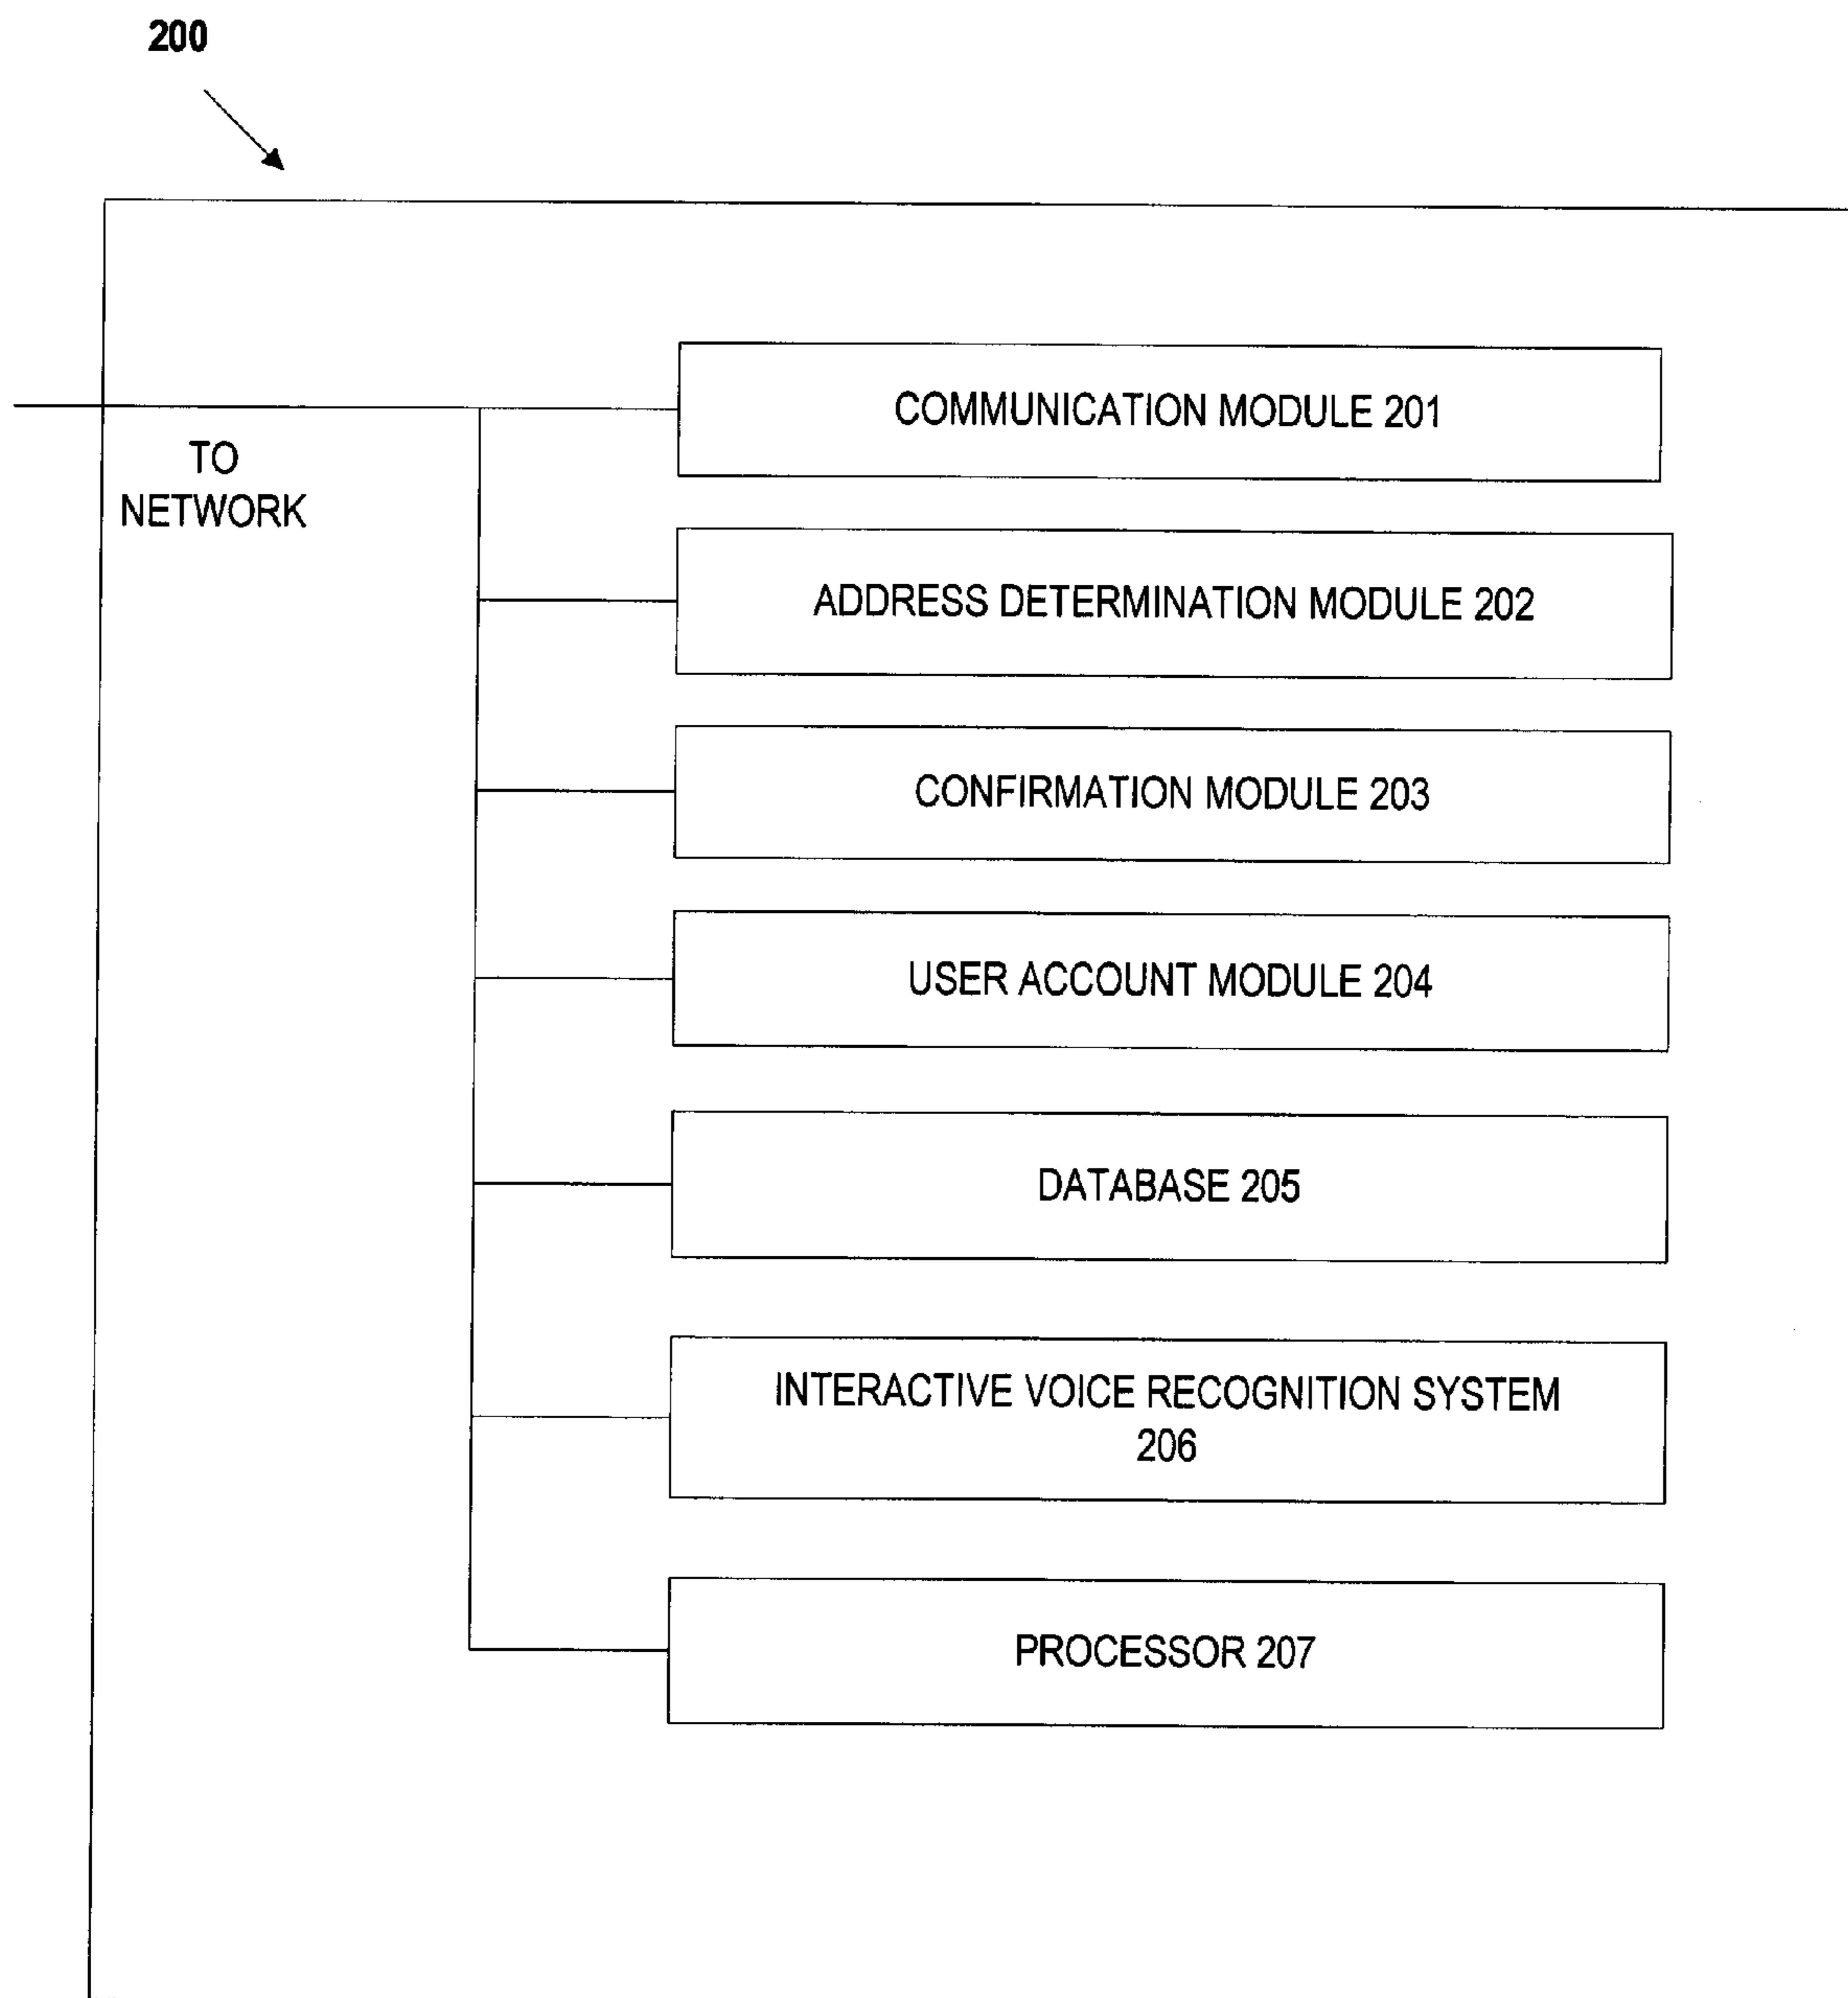 200
COMMUNICATION MODULE 201
TO
NETWORK
ADDRESS DETERMINATION MODULE 202
CONFIRMATION MODULE 203
USER ACCOUNT MODULE 204
DATABASE 205
INTERACTIVE VOICE RECOGNITION SYSTEM
206
PROCESSOR 207